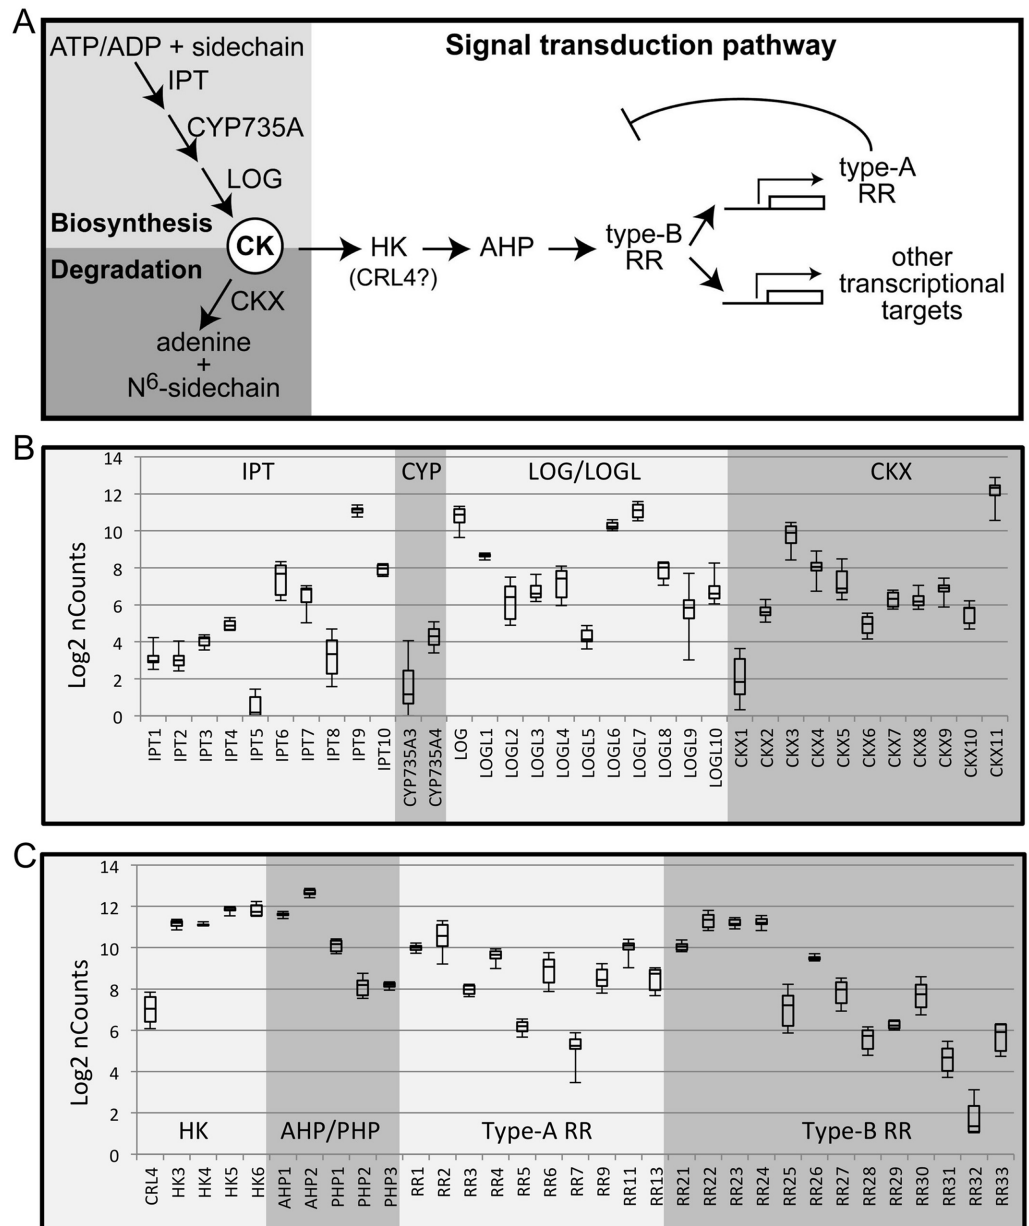 A
ATP/ADP + sidechain
IPT
CYP735A
LOG
Biosynthesis
CK
Degradation
CKX
adenine
+
N6-sidechain
Signal transduction pathway
HK
(CRL4?)
AHP
type-B
RR
type-A
RR
other
transcriptional
targets
B
IPT CYP LOG/LOGL CKX
Log2 nCounts
14
12
10
8
6
4
2
0
IPT1 IPT2 IPT3 IPT4 IPT5 IPT6 IPT7 IPT8 IPT9 IPT10 CYP735A3 CYP735A4 LOG LOGL1 LOGL2 LOGL3 LOGL4 LOGL5 LOGL6 LOGL7 LOGL8 LOGL9 LOGL10 CKX1 CKX2 CKX3 CKX4 CKX5 CKX6 CKX7 CKX8 CKX9 CKX10 CKX11
C
Log2 nCounts
14
12
10
8
6
4
2
0
HK AHP/PHP Type-A RR Type-B RR
CRL4 HK3 HK4 HK5 HK6 AHP1 AHP2 PHP1 PHP2 PHP3 RR1 RR2 RR3 RR4 RR5 RR6 RR7 RR9 RR11 RR13 RR21 RR22 RR23 RR24 RR25 RR26 RR27 RR28 RR29 RR30 RR31 RR32 RR33